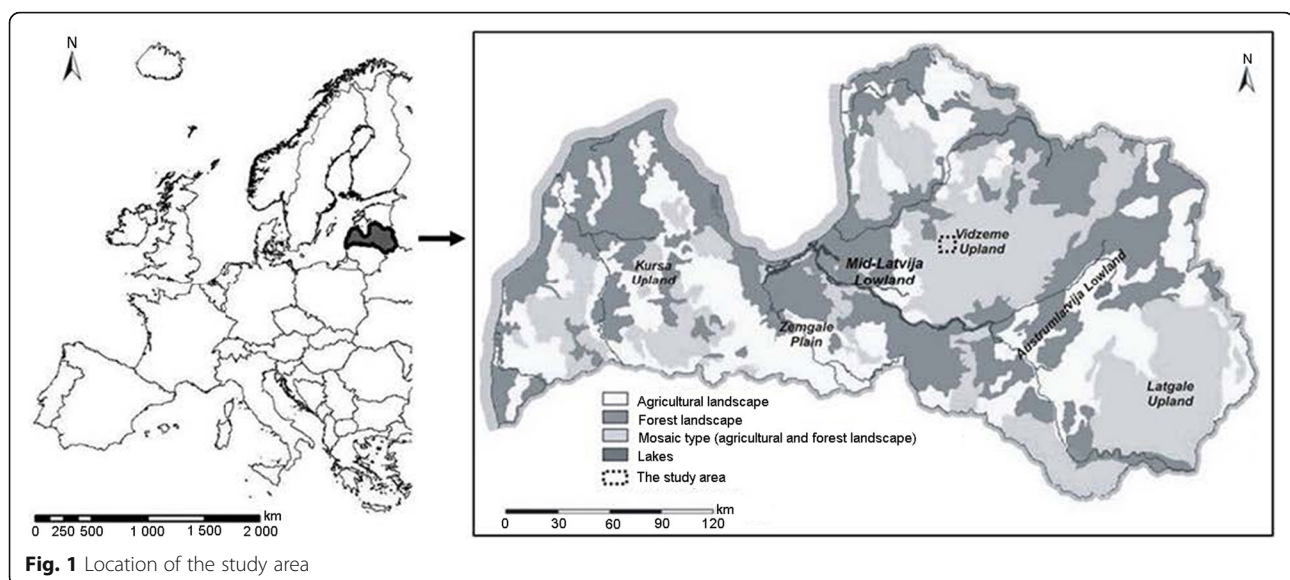 N
km
0 250 500 1 000 1 500 2 000
N
Kursa
Upland
Mid-Latvija
Lowland
Vidzeme
Upland
Zemgale
Plain
Austrumlatvija Lowland
Latgale
Upland
Agricultural landscape
Forest landscape
Mosaic type (agricultural and forest landscape)
Lakes
The study area
km
0 30 60 90 120
Fig. 1 Location of the study area